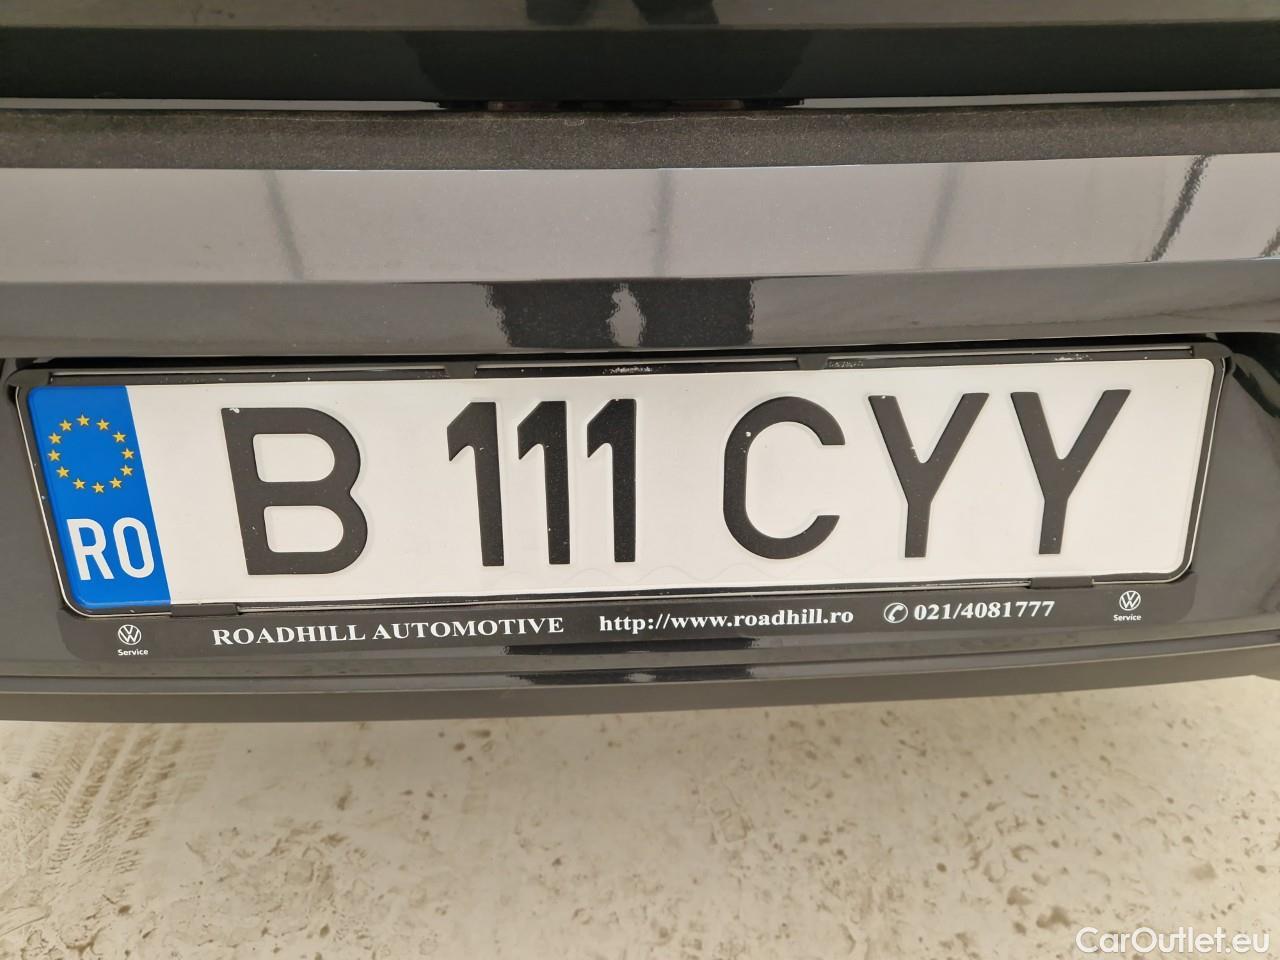 RO
B 111 CYY
Service
ROADHILL AUTOMOTIVE http://www.roadhill.ro ✆ 021/4081777
Service
CarOutlet.eu